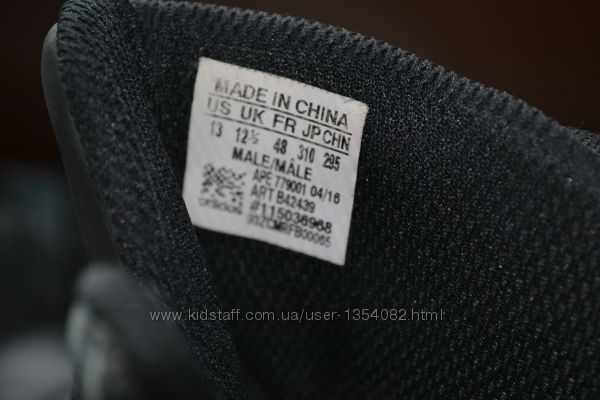 MADE IN CHINA
US UK FR JP CHN
13 12½ 48 310 295
MALE/MÂLE
APE 779001 04/16
ART B42439
#115036968
adidas
www.kidstaff.com.ua/user-1354082.html